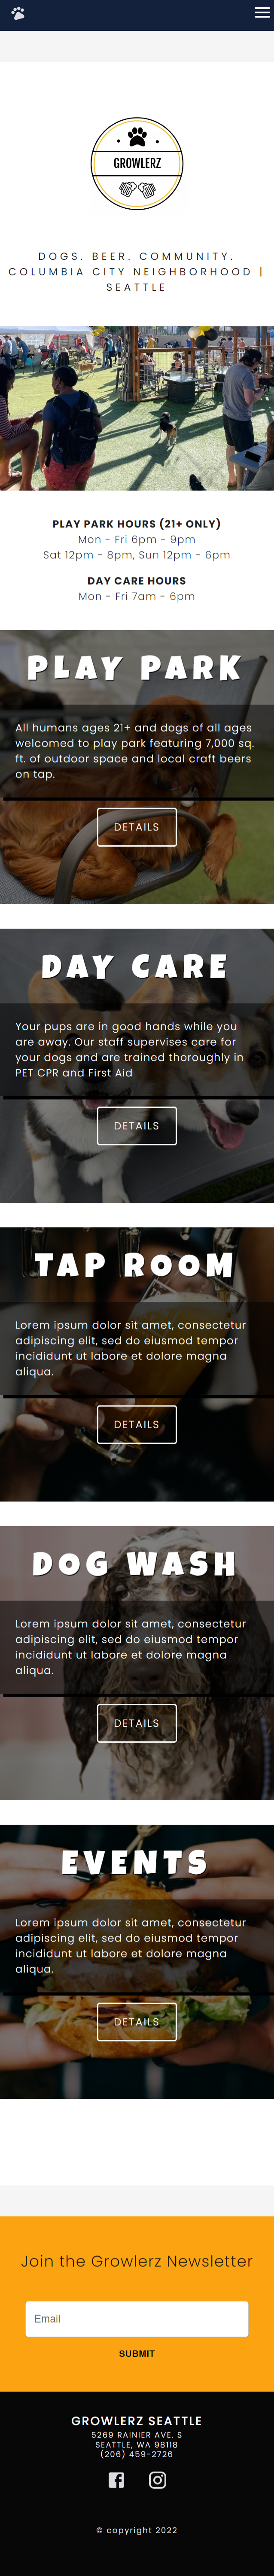 GROWLERZ
DOGS. BEER. COMMUNITY.
COLUMBIA CITY NEIGHBORHOOD |
SEATTLE
PLAY PARK HOURS (21+ ONLY)
Mon - Fri 6pm - 9pm
Sat 12pm - 8pm, Sun 12pm - 6pm
DAY CARE HOURS
Mon - Fri 7am - 6pm
PLAY PARK
All humans ages 21+ and dogs of all ages
welcomed to play park featuring 7,000 sq.
ft. of outdoor space and local craft beers
on tap.
DETAILS
DAY CARE
Your pups are in good hands while you
are away. Our staff supervises care for
your dogs and are trained thoroughly in
PET CPR and First Aid
DETAILS
TAP ROOM
Lorem ipsum dolor sit amet, consectetur
adipiscing elit, sed do eiusmod tempor
incididunt ut labore et dolore magna
aliqua.
DETAILS
DOG WASH
Lorem ipsum dolor sit amet, consectetur
adipiscing elit, sed do eiusmod tempor
incididunt ut labore et dolore magna
aliqua.
DETAILS
EVENTS
Lorem ipsum dolor sit amet, consectetur
adipiscing elit, sed do eiusmod tempor
incididunt ut labore et dolore magna
aliqua.
DETAILS
Join the Growlerz Newsletter
Email
SUBMIT
GROWLERZ SEATTLE
5269 RAINIER AVE. S
SEATTLE, WA 98118
(206) 459-2726
© copyright 2022